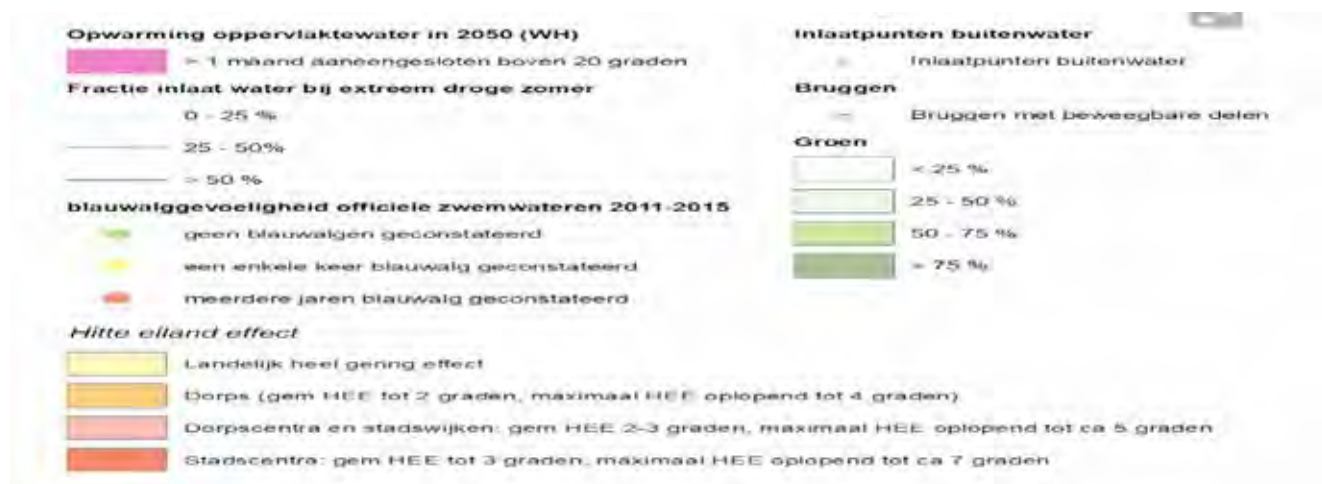 Opwarming oppervlaktewater in 2050 (WH)
> 1 maand aaneengesloten boven 20 graden
Fractie inlaat water bij extreem droge zomer
0 - 25 %
25 - 50%
> 50 %
blauwalggevoeligheid officiele zwemwateren 2011-2015
geen blauwalgen geconstateerd
een enkele keer blauwalg geconstateerd
meerdere jaren blauwalg geconstateerd
Hitte eiland effect
Landelijk heel gering effect
Dorps (gem HEE tot 2 graden, maximaal HEE oplopend tot 4 graden)
Dorpscentra en stadswijken: gem HEE 2-3 graden, maximaal HEE oplopend tot ca 5 graden
Stadscentra: gem HEE tot 3 graden, maximaal HEE oplopend tot ca 7 graden
Inlaatpunten buitenwater
Inlaatpunten buitenwater
Bruggen
Bruggen met beweegbare delen
Groen
< 25 %
25 - 50 %
50 - 75 %
> 75 %